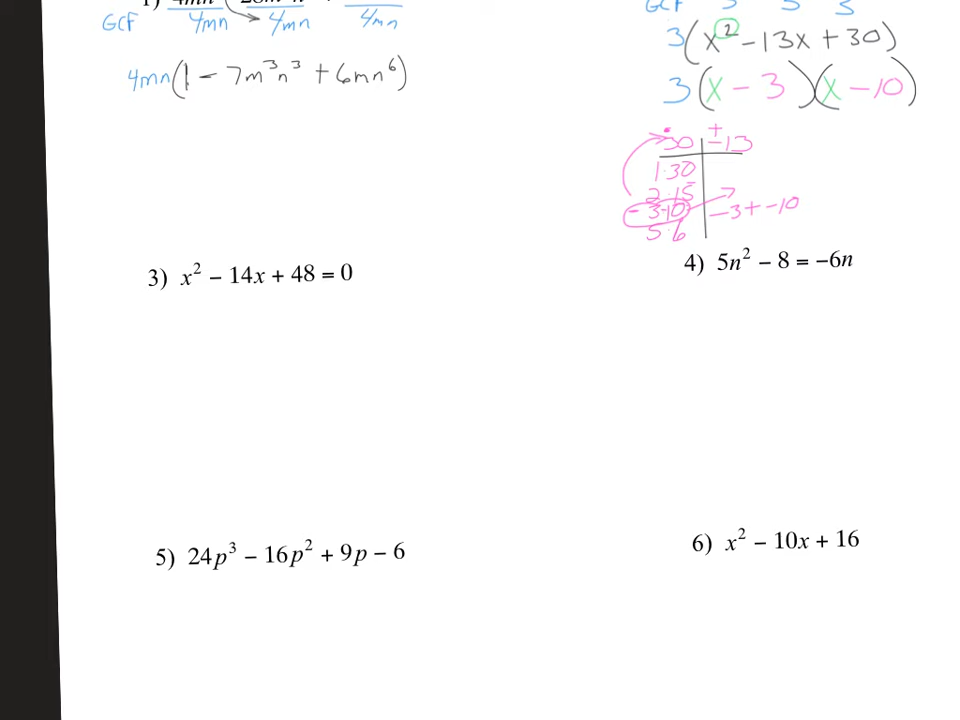 GCF 4mn 4mn 4mn
4mn(1 − 7m³n³ + 6mn⁶)
3(x² − 13x + 30)
3(x − 3)(x − 10)
30 | ± 13
1·30
2·15
− 3·10 −3 + −10
5·6
3) x² − 14x + 48 = 0
4) 5n² − 8 = −6n
5) 24p³ − 16p² + 9p − 6
6) x² − 10x + 16